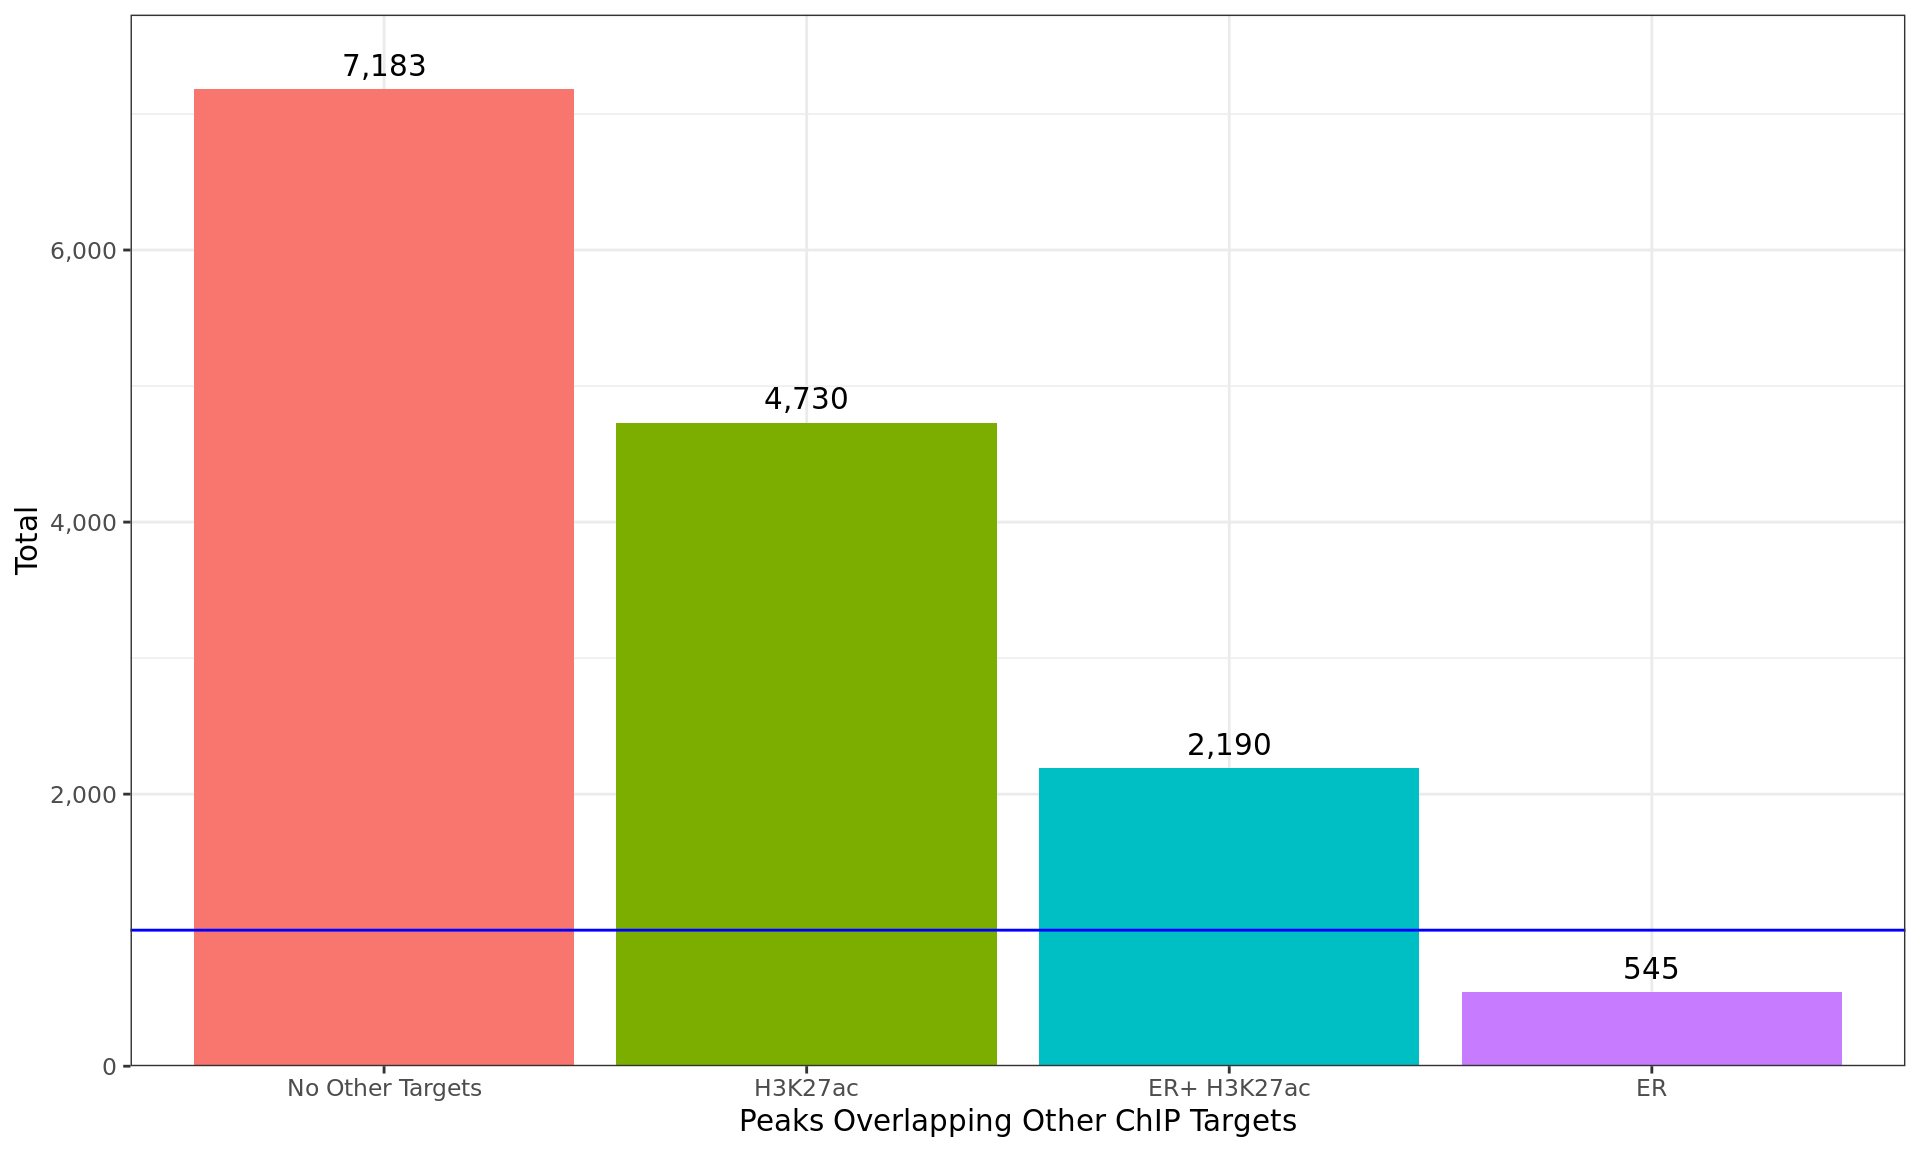 7,183
4,730
2,190
545
6,000
4,000
2,000
0
Total
No Other Targets
H3K27ac
ER+ H3K27ac
ER
Peaks Overlapping Other ChIP Targets